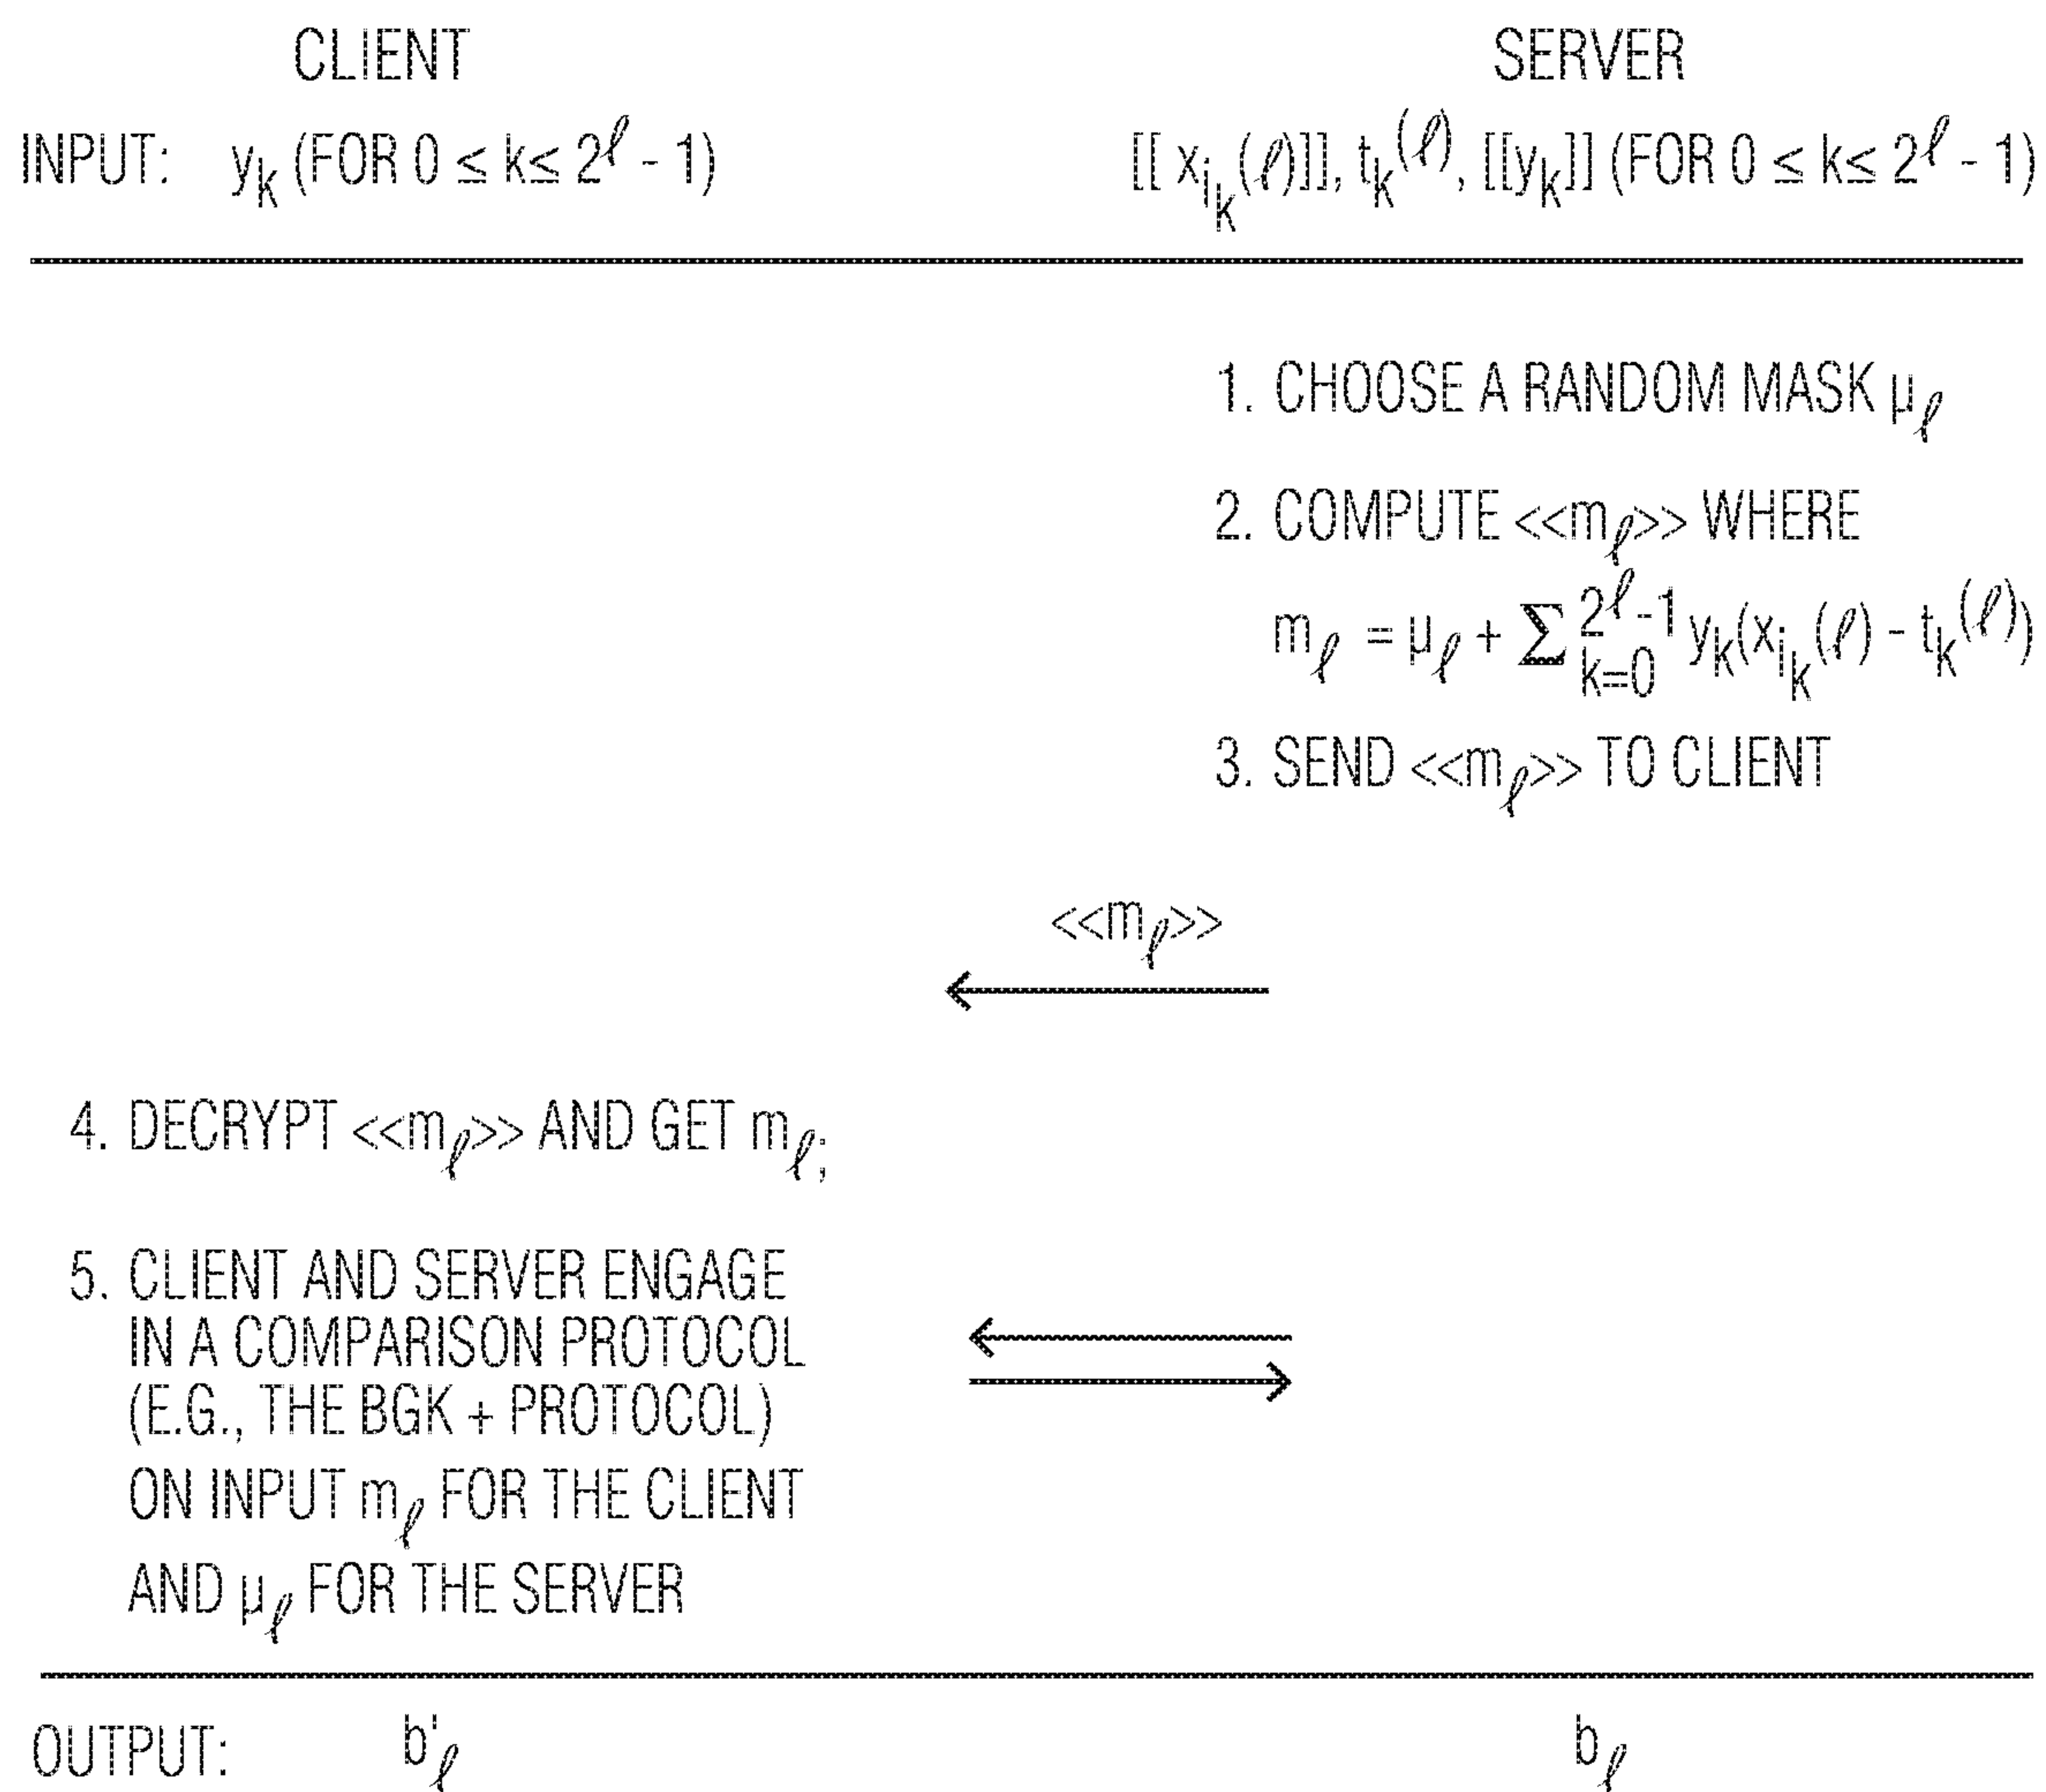 CLIENT SERVER
INPUT: yₖ (FOR 0 ≤ k ≤ 2^ℓ - 1) [[ x_{i_k}(ℓ)]], t_k^(ℓ), [[yₖ]] (FOR 0 ≤ k ≤ 2^ℓ - 1)
1. CHOOSE A RANDOM MASK μ_ℓ
2. COMPUTE <<m_ℓ>> WHERE
m_ℓ = μ_ℓ + Σ_{k=0}^{2^ℓ-1} yₖ(x_{i_k}(ℓ) - t_k^(ℓ))
3. SEND <<m_ℓ>> TO CLIENT
<<m_ℓ>>
4. DECRYPT <<m_ℓ>> AND GET m_ℓ;
5. CLIENT AND SERVER ENGAGE
IN A COMPARISON PROTOCOL
(E.G., THE BGK + PROTOCOL)
ON INPUT m_ℓ FOR THE CLIENT
AND μ_ℓ FOR THE SERVER
OUTPUT: b'_ℓ b_ℓ